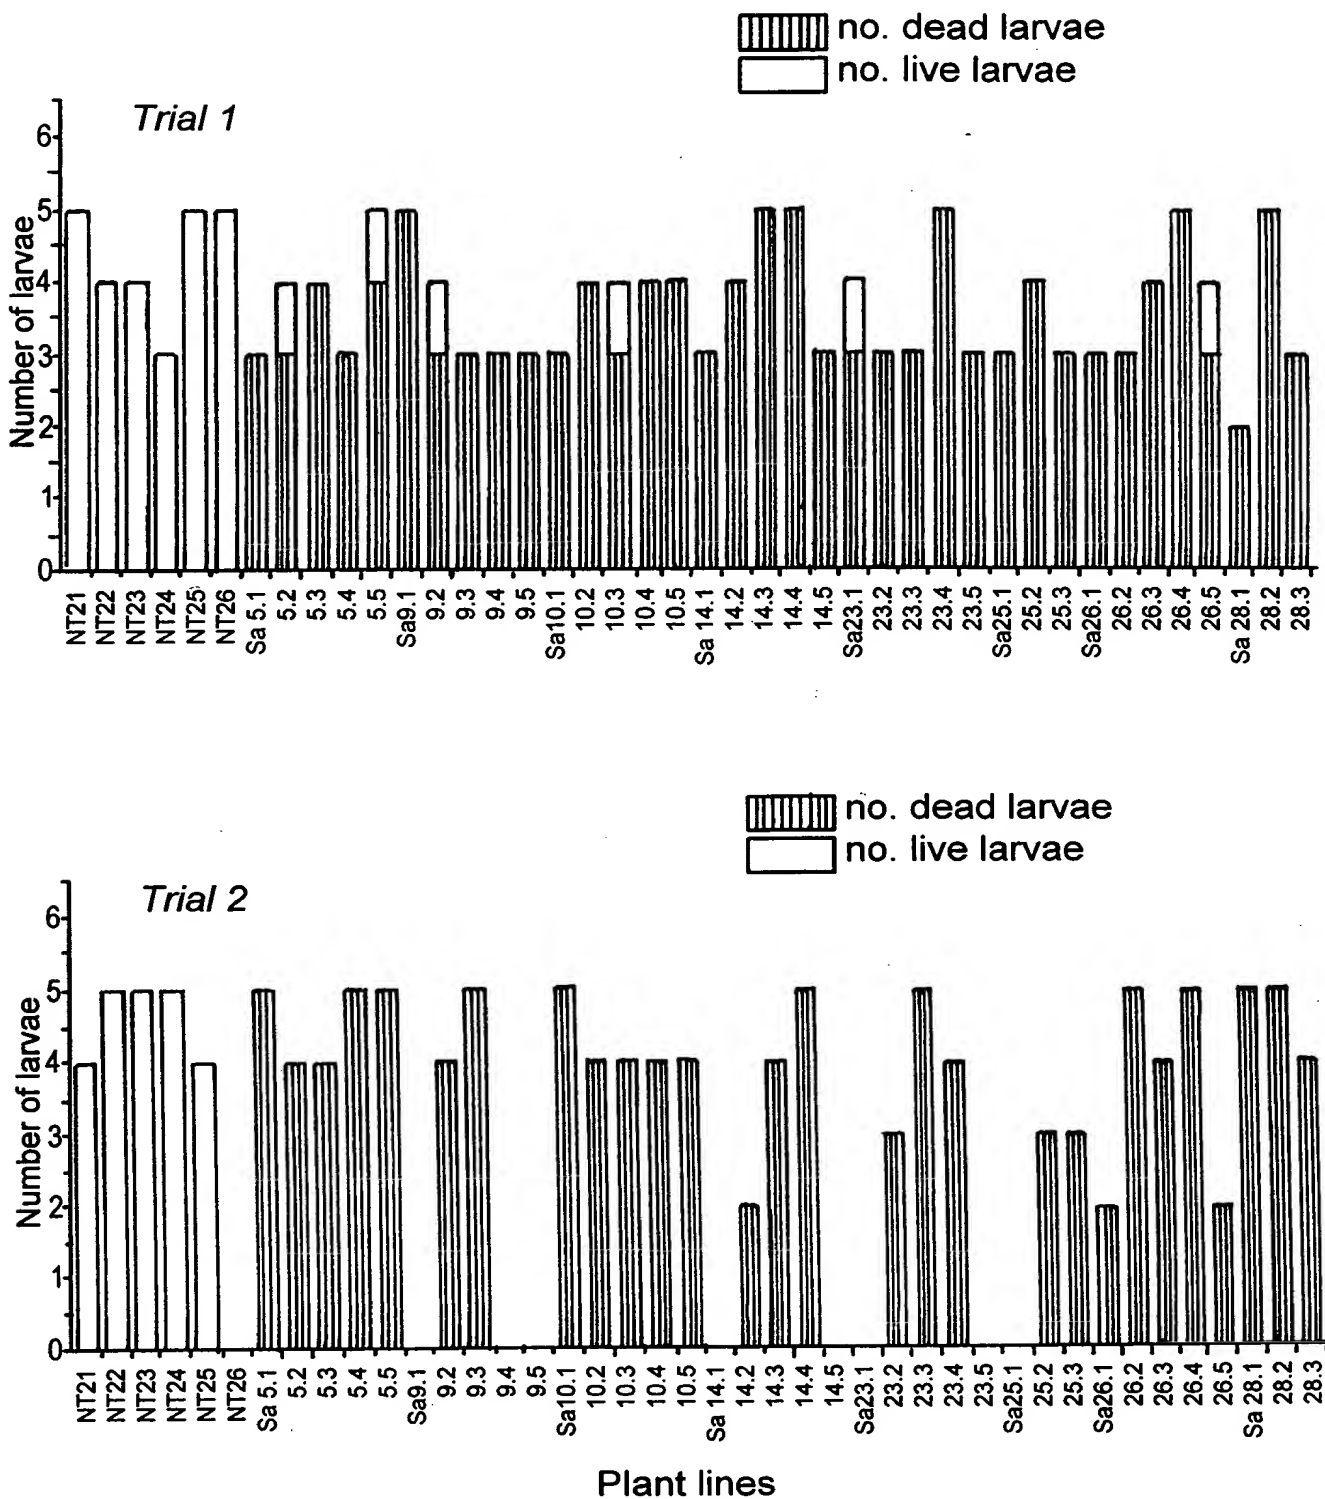 no. dead larvae
no. live larvae
Trial 1
Number of larvae
6
5
4
3
2
1
0
NT21 NT22 NT23 NT24 NT25 NT26 Sa 5.1 5.2 5.3 5.4 5.5 Sa9.1 9.2 9.3 9.4 9.5 Sa10.1 10.2 10.3 10.4 10.5 Sa 14.1 14.2 14.3 14.4 14.5 Sa23.1 23.2 23.3 23.4 23.5 Sa25.1 25.2 25.3 Sa26.1 26.2 26.3 26.4 26.5 Sa 28.1 28.2 28.3
no. dead larvae
no. live larvae
Trial 2
Number of larvae
6
5
4
3
2
1
0
NT21 NT22 NT23 NT24 NT25 NT26 Sa 5.1 5.2 5.3 5.4 5.5 Sa9.1 9.2 9.3 9.4 9.5 Sa10.1 10.2 10.3 10.4 10.5 Sa 14.1 14.2 14.3 14.4 14.5 Sa23.1 23.2 23.3 23.4 23.5 Sa25.1 25.2 25.3 Sa26.1 26.2 26.3 26.4 26.5 Sa 28.1 28.2 28.3
Plant lines